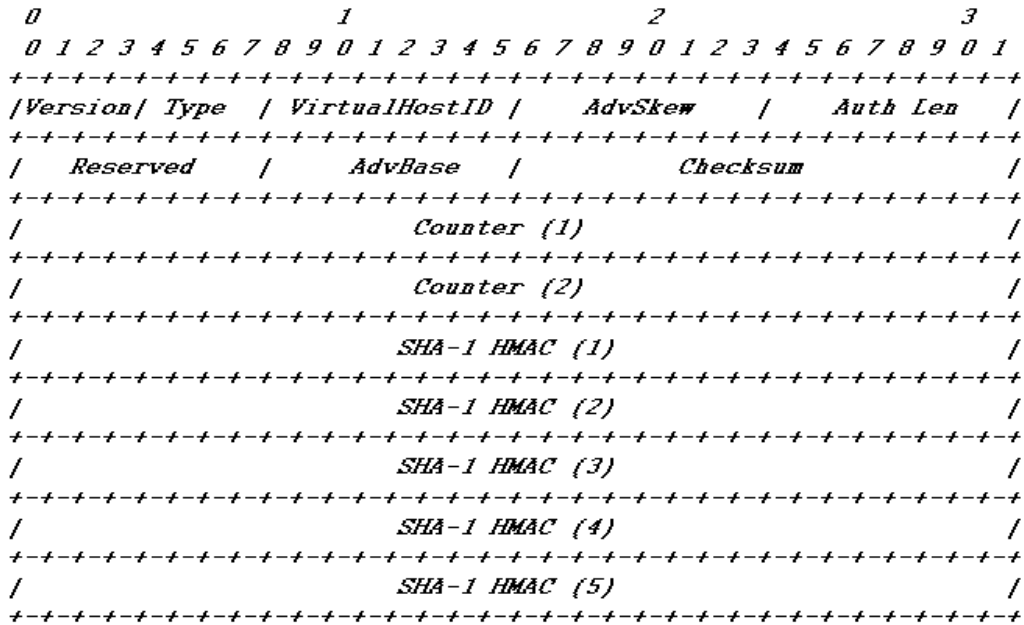 0 1 2 3
0 1 2 3 4 5 6 7 8 9 0 1 2 3 4 5 6 7 8 9 0 1 2 3 4 5 6 7 8 9 0 1
+-+-+-+-+-+-+-+-+-+-+-+-+-+-+-+-+-+-+-+-+-+-+-+-+-+-+-+-+-+-+-+-+
|Version| Type | VirtualHostID | AdvSkew | Auth Len |
+-+-+-+-+-+-+-+-+-+-+-+-+-+-+-+-+-+-+-+-+-+-+-+-+-+-+-+-+-+-+-+-+
| Reserved | AdvBase | Checksum |
+-+-+-+-+-+-+-+-+-+-+-+-+-+-+-+-+-+-+-+-+-+-+-+-+-+-+-+-+-+-+-+-+
| Counter (1) |
+-+-+-+-+-+-+-+-+-+-+-+-+-+-+-+-+-+-+-+-+-+-+-+-+-+-+-+-+-+-+-+-+
| Counter (2) |
+-+-+-+-+-+-+-+-+-+-+-+-+-+-+-+-+-+-+-+-+-+-+-+-+-+-+-+-+-+-+-+-+
| SHA-1 HMAC (1) |
+-+-+-+-+-+-+-+-+-+-+-+-+-+-+-+-+-+-+-+-+-+-+-+-+-+-+-+-+-+-+-+-+
| SHA-1 HMAC (2) |
+-+-+-+-+-+-+-+-+-+-+-+-+-+-+-+-+-+-+-+-+-+-+-+-+-+-+-+-+-+-+-+-+
| SHA-1 HMAC (3) |
+-+-+-+-+-+-+-+-+-+-+-+-+-+-+-+-+-+-+-+-+-+-+-+-+-+-+-+-+-+-+-+-+
| SHA-1 HMAC (4) |
+-+-+-+-+-+-+-+-+-+-+-+-+-+-+-+-+-+-+-+-+-+-+-+-+-+-+-+-+-+-+-+-+
| SHA-1 HMAC (5) |
+-+-+-+-+-+-+-+-+-+-+-+-+-+-+-+-+-+-+-+-+-+-+-+-+-+-+-+-+-+-+-+-+